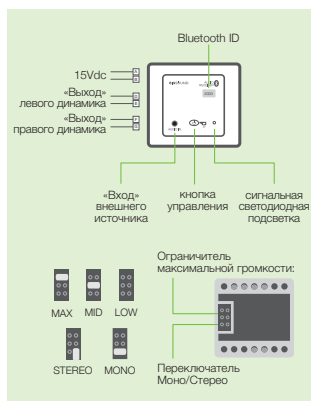 Bluetooth ID
15Vdc
«Выход»
левого динамика
«Выход»
правого динамика
«Вход»
внешнего
источника
кнопка
управления
сигнальная
светодиодная
подсветка
Ограничитель
максимальной громкости:
MAX MID LOW
STEREO MONO
Переключатель
Моно/Стерео